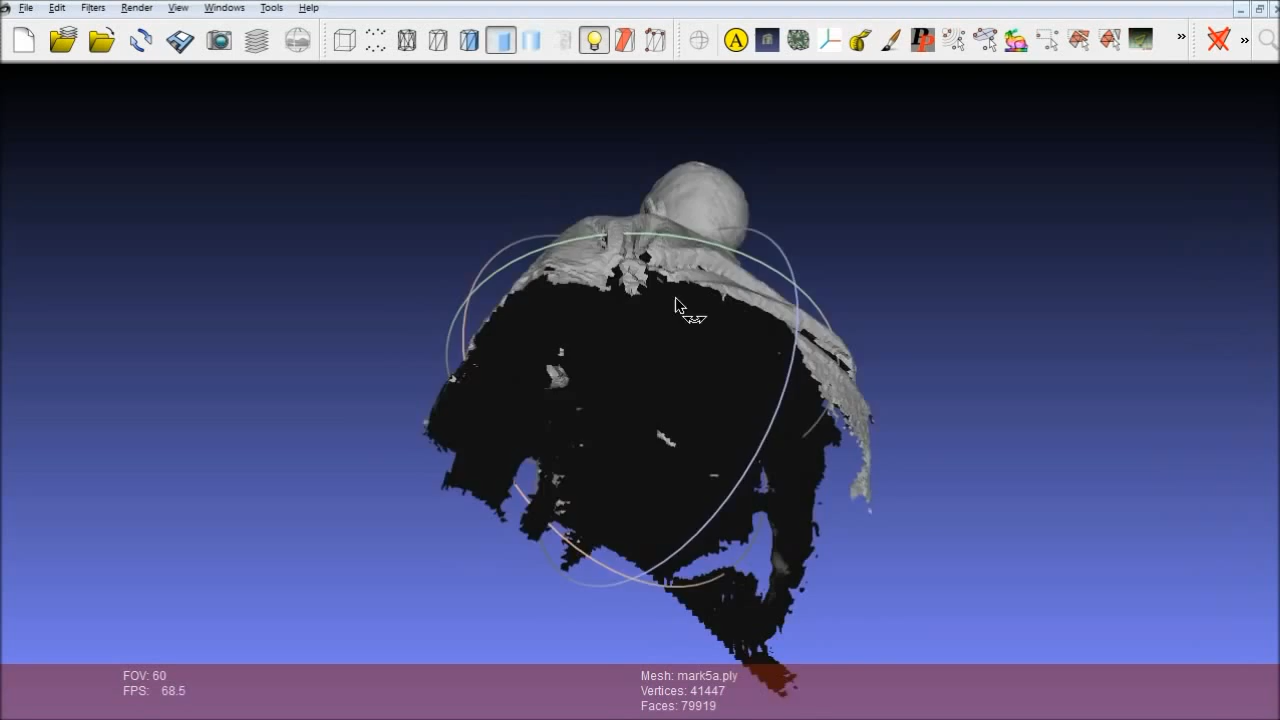 File Edit Filters Render View Windows Tools Help
A
FOV: 60
FPS: 68.5
Mesh: mark5a.ply
Vertices: 41447
Faces: 79919